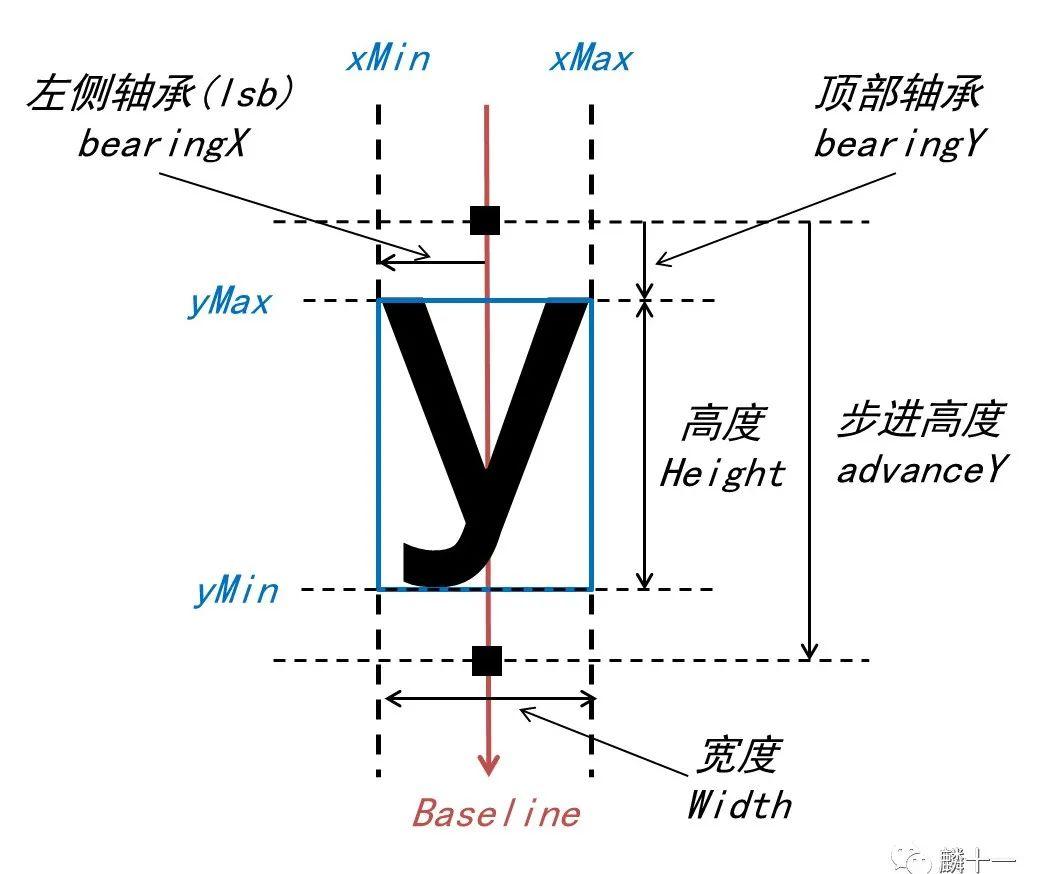 xMin
xMax
左侧轴承(lsb)
bearingX
顶部轴承
bearingY
yMax
y
高度
Height
步进高度
advanceY
yMin
宽度
Width
Baseline
麟十一